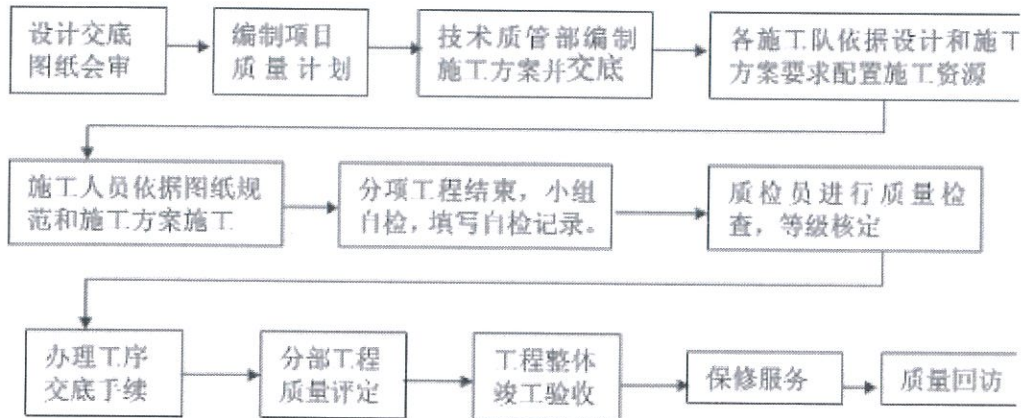 设计交底
图纸会审
编制项目
质量计划
技术质管部编制
施工方案并交底
各施工队依据设计和施工
方案要求配置施工资源
施工人员依据图纸规
范和施工方案施工
分项工程结束，小组
自检，填写自检记录。
质检员进行质量检
查，等级核定
办理工序
交底手续
分部工程
质量评定
工程整体
竣工验收
保修服务
质量回访